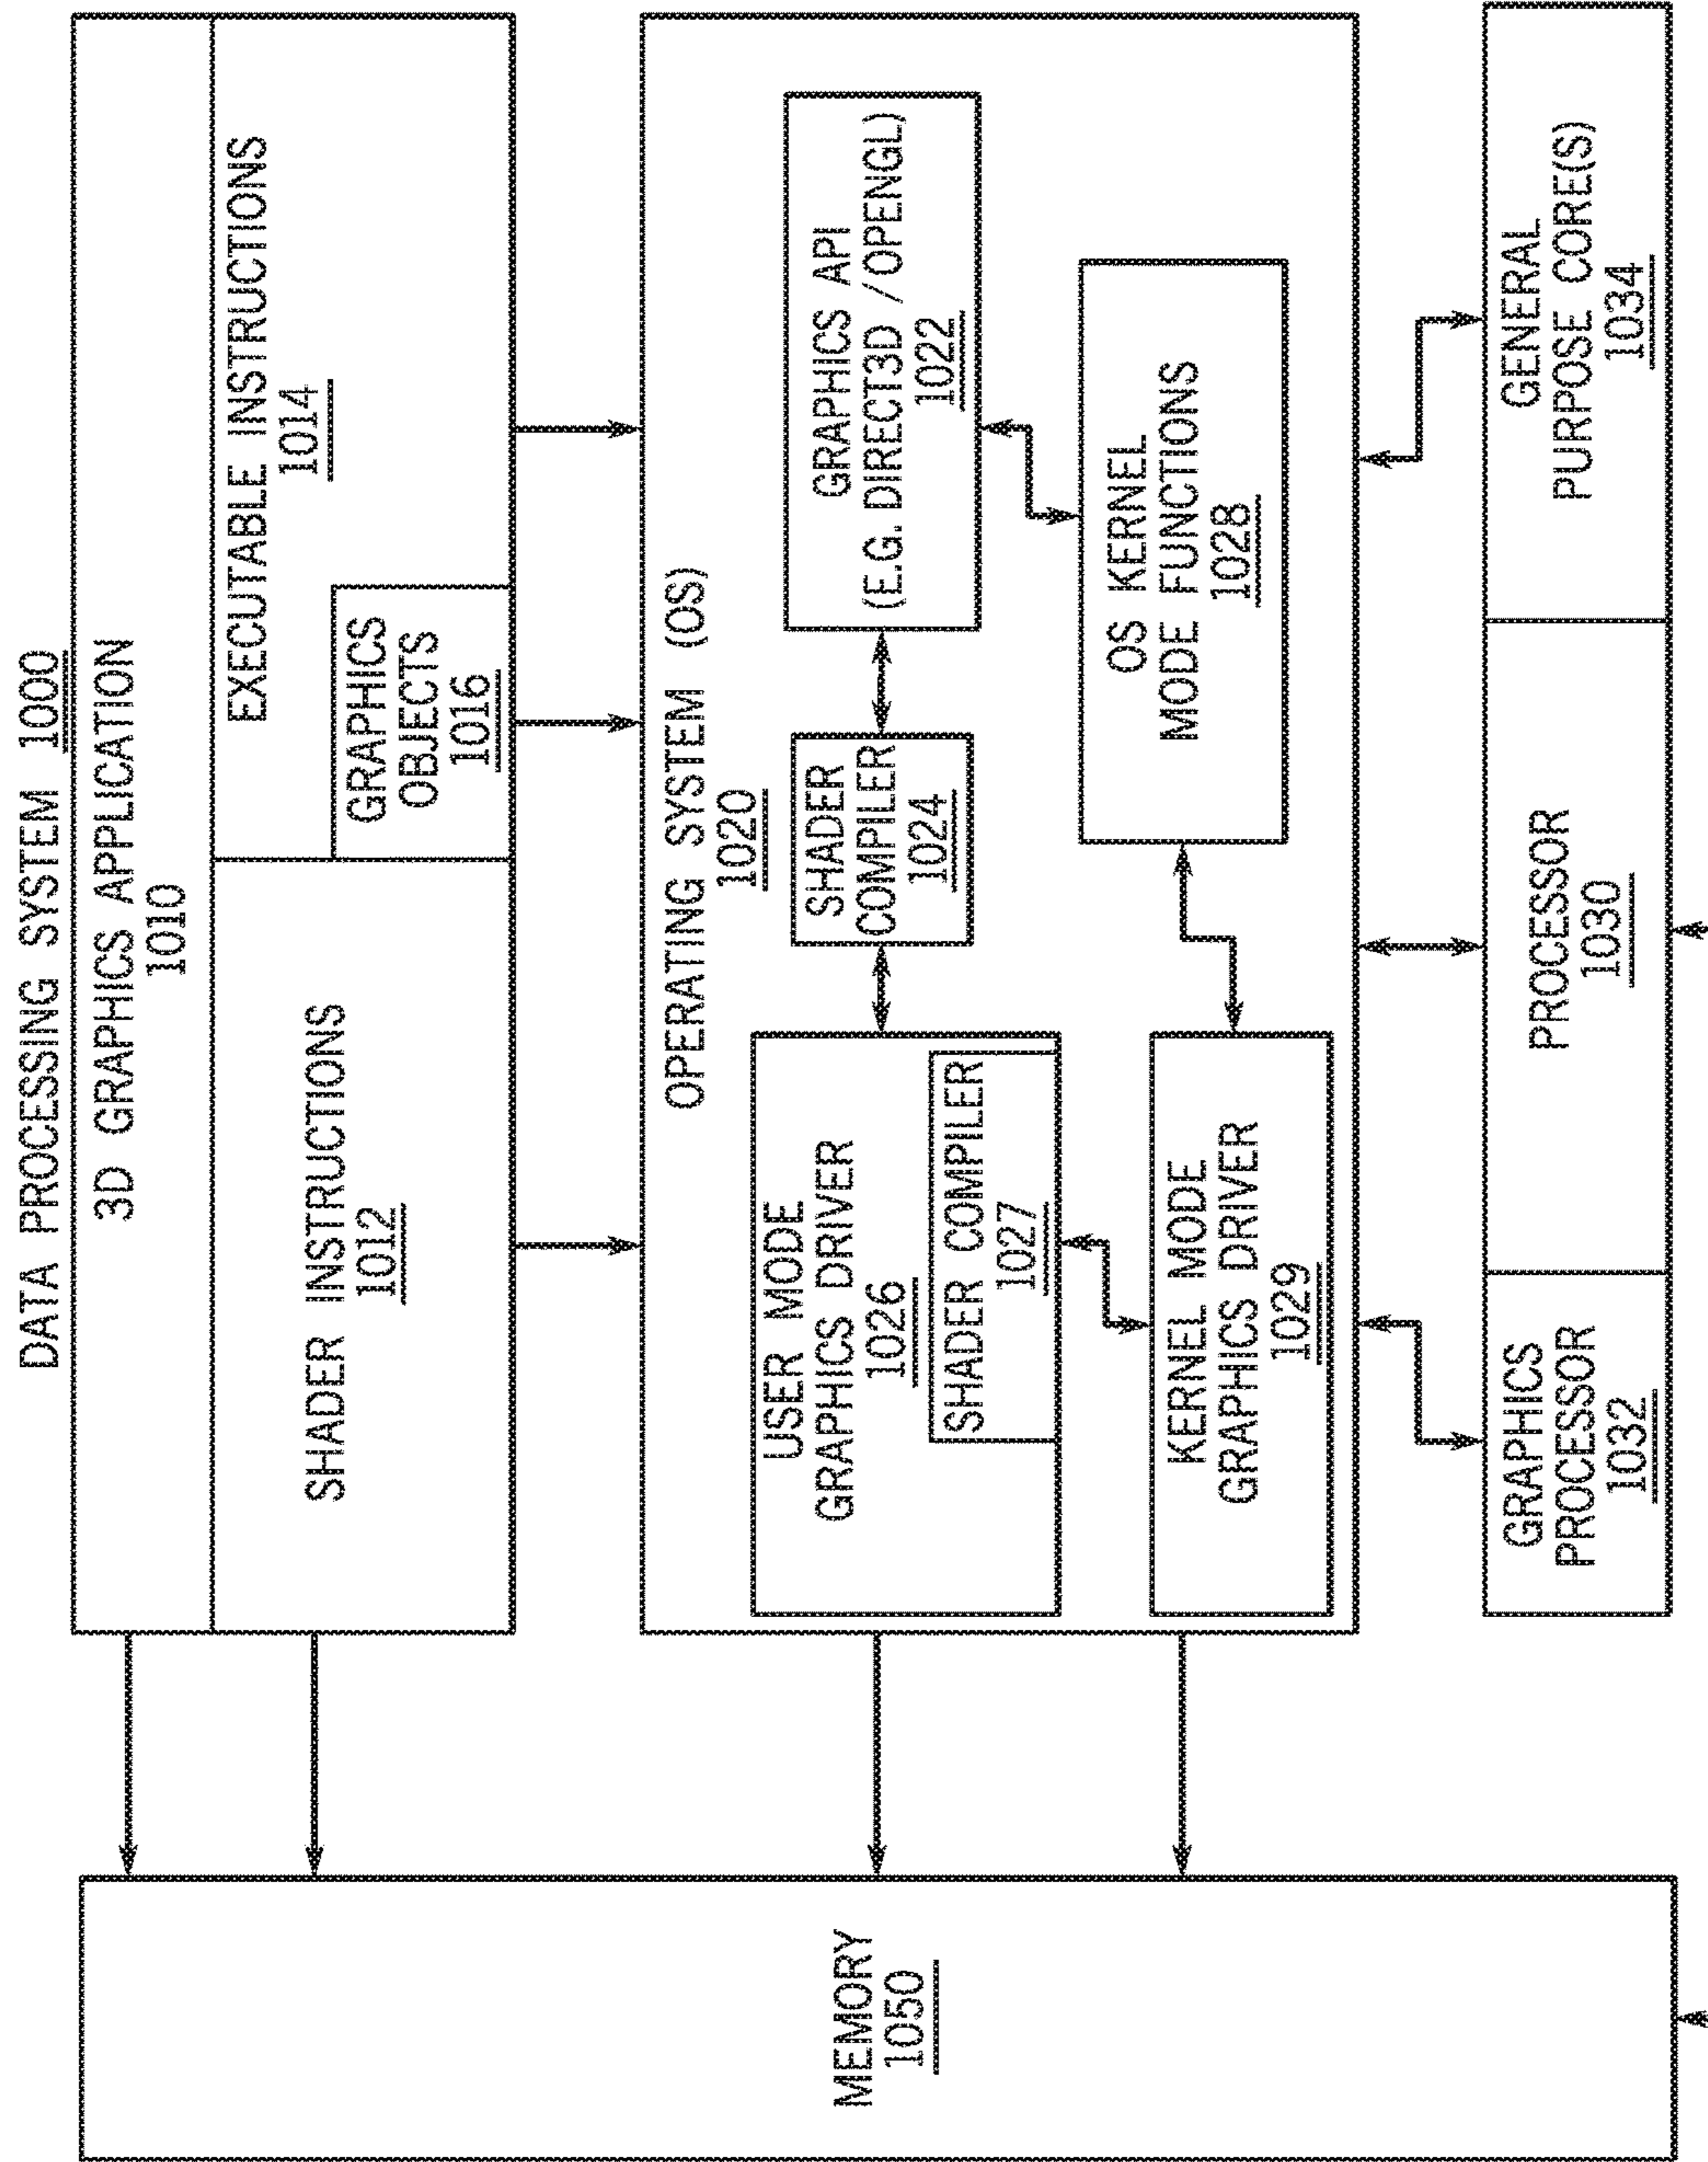 DATA PROCESSING SYSTEM 1000
3D GRAPHICS APPLICATION
1010
SHADER INSTRUCTIONS
1012
EXECUTABLE INSTRUCTIONS
1014
GRAPHICS
OBJECTS
1016
OPERATING SYSTEM (OS)
1020
USER MODE
GRAPHICS DRIVER
1026
SHADER COMPILER
1027
SHADER
COMPILER
1024
GRAPHICS API
(E.G. DIRECT3D /OPENGL)
1022
KERNEL MODE
GRAPHICS DRIVER
1029
OS KERNEL
MODE FUNCTIONS
1028
GRAPHICS
PROCESSOR
1032
PROCESSOR
1030
GENERAL
PURPOSE CORE(S)
1034
MEMORY
1050